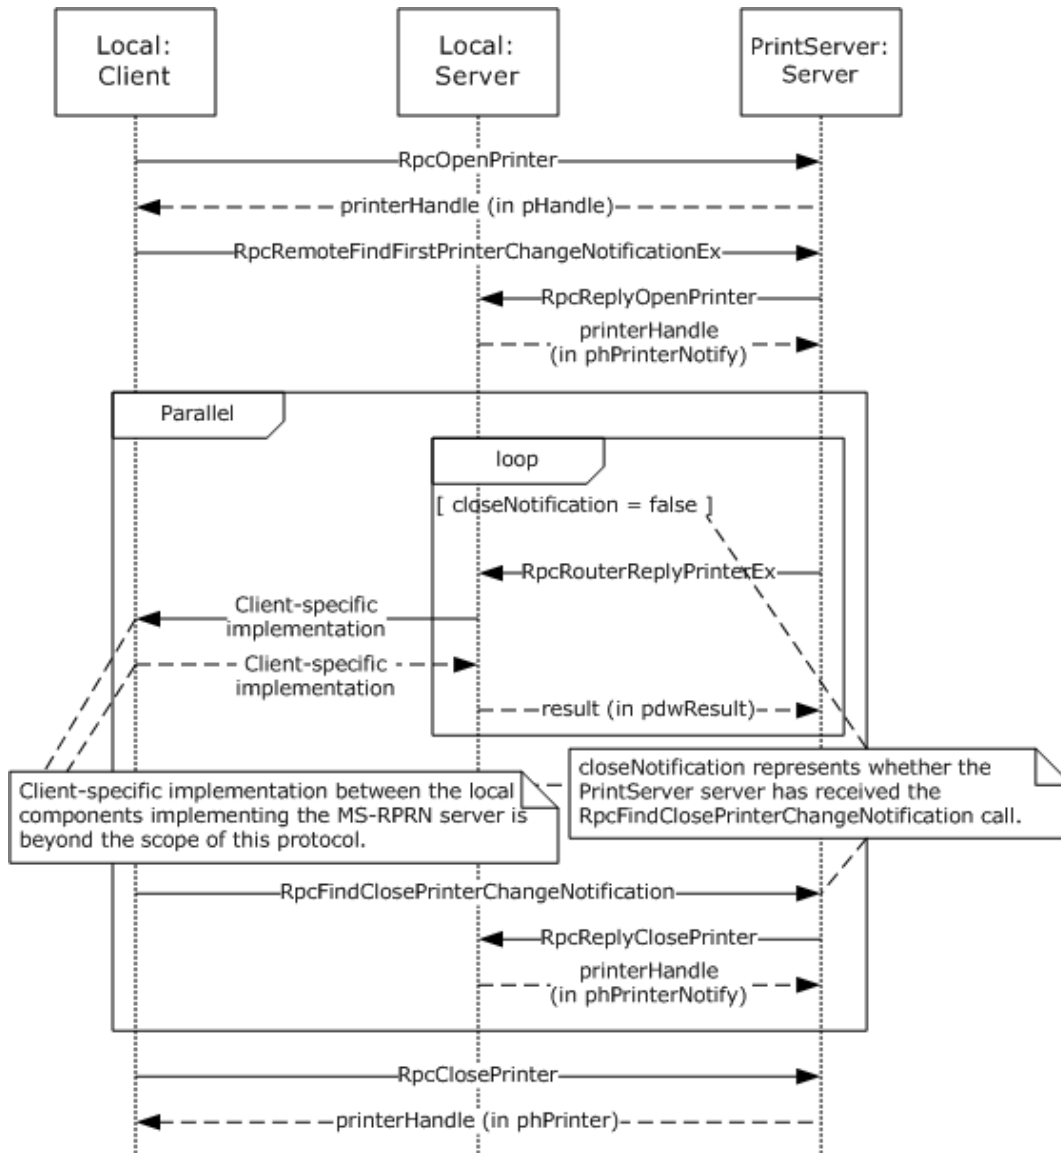 Local:
Client
Local:
Server
PrintServer:
Server
RpcOpenPrinter
printerHandle (in pHandle)
RpcRemoteFindFirstPrinterChangeNotificationEx
RpcReplyOpenPrinter
printerHandle
(in phPrinterNotify)
Parallel
loop
[ closeNotification = false ]
RpcRouterReplyPrinterEx
Client-specific
implementation
Client-specific
implementation
result (in pdwResult)
closeNotification represents whether the
PrintServer server has received the
RpcFindClosePrinterChangeNotification call.
Client-specific implementation between the local
components implementing the MS-RPRN server is
beyond the scope of this protocol.
RpcFindClosePrinterChangeNotification
RpcReplyClosePrinter
printerHandle
(in phPrinterNotify)
RpcClosePrinter
printerHandle (in phPrinter)